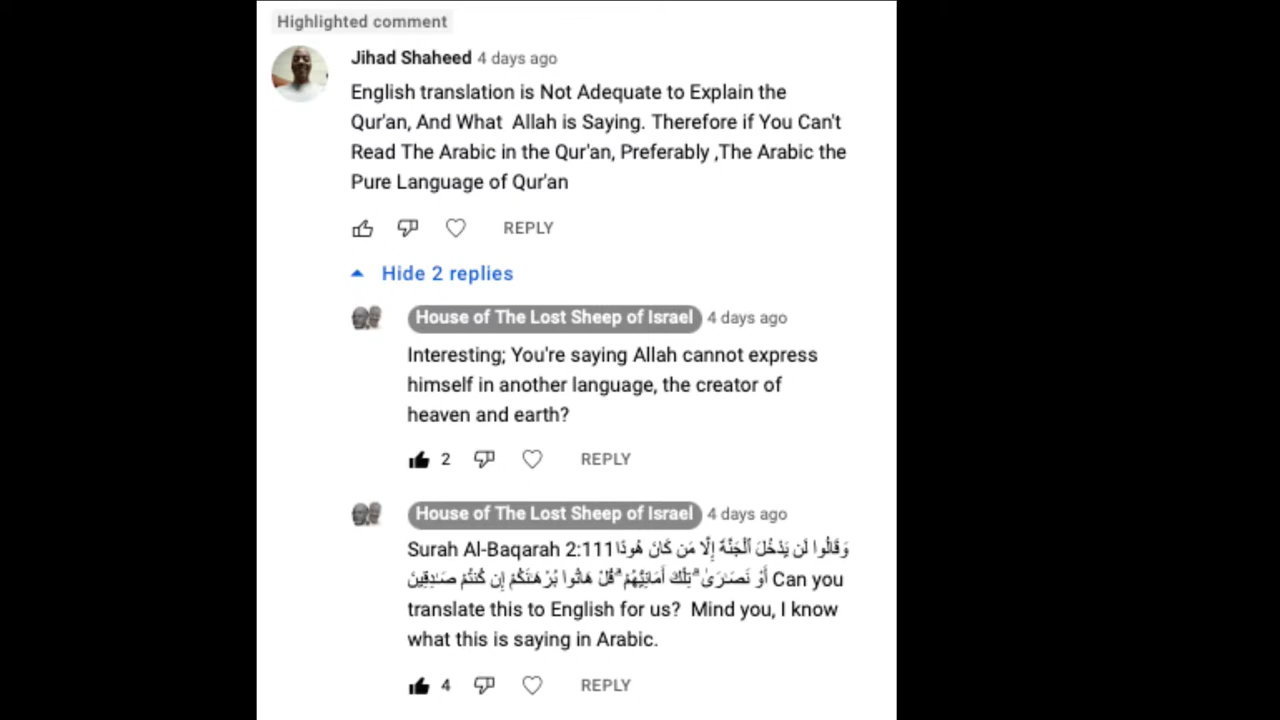 Highlighted comment
Jihad Shaheed 4 days ago
English translation is Not Adequate to Explain the
Qur'an, And What Allah is Saying. Therefore if You Can't
Read The Arabic in the Qur'an, Preferably ,The Arabic the
Pure Language of Qur'an
REPLY
Hide 2 replies
House of The Lost Sheep of Israel 4 days ago
Interesting; You're saying Allah cannot express
himself in another language, the creator of
heaven and earth?
2 REPLY
House of The Lost Sheep of Israel 4 days ago
Surah Al-Baqarah 2:111وَقَالُوا۟ لَن يَدْخُلَ ٱلْجَنَّةَ إِلَّا مَن كَانَ هُودًا
أَوْ نَصَـٰرَىٰ ۗ تِلْكَ أَمَانِيُّهُمْ ۗ قُلْ هَاتُوا۟ بُرْهَـٰنَكُمْ إِن كُنتُمْ صَـٰدِقِينَ Can you
translate this to English for us? Mind you, I know
what this is saying in Arabic.
4 REPLY